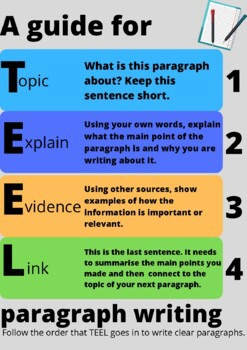 A guide for
Topic
What is this paragraph
about? Keep this
sentence short.
1
Explain
Using your own words, explain
what the main point of the
paragraph is and why you are
writing about it.
2
Evidence
Using other sources, show
examples of how the
information is important or
relevant.
3
Link
This is the last sentence. It needs
to summarise the main points you
made and then connect to the
topic of your next paragraph.
4
paragraph writing
Follow the order that TEEL goes in to write clear paragraphs.